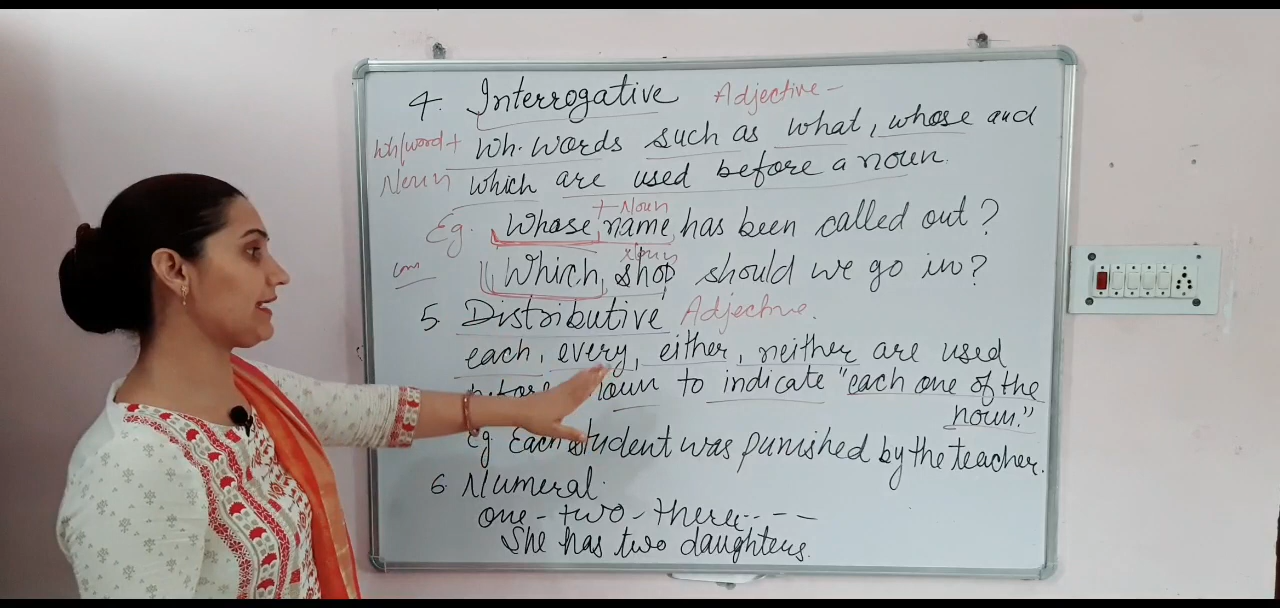 4. Interrogative Adjective -
Wh/word + Wh. words such as what, whose and
Noun which are used before a noun.
+ Noun
Eg. Whose name has been called out?
Noun
Which shop should we go in?
5. Distributive Adjective.
each, every, either, neither are used
before noun to indicate "each one of the
noun."
Eg Each student was punished by the teacher.
6. Numeral.
one - two - there - - - -
She has two daughters.